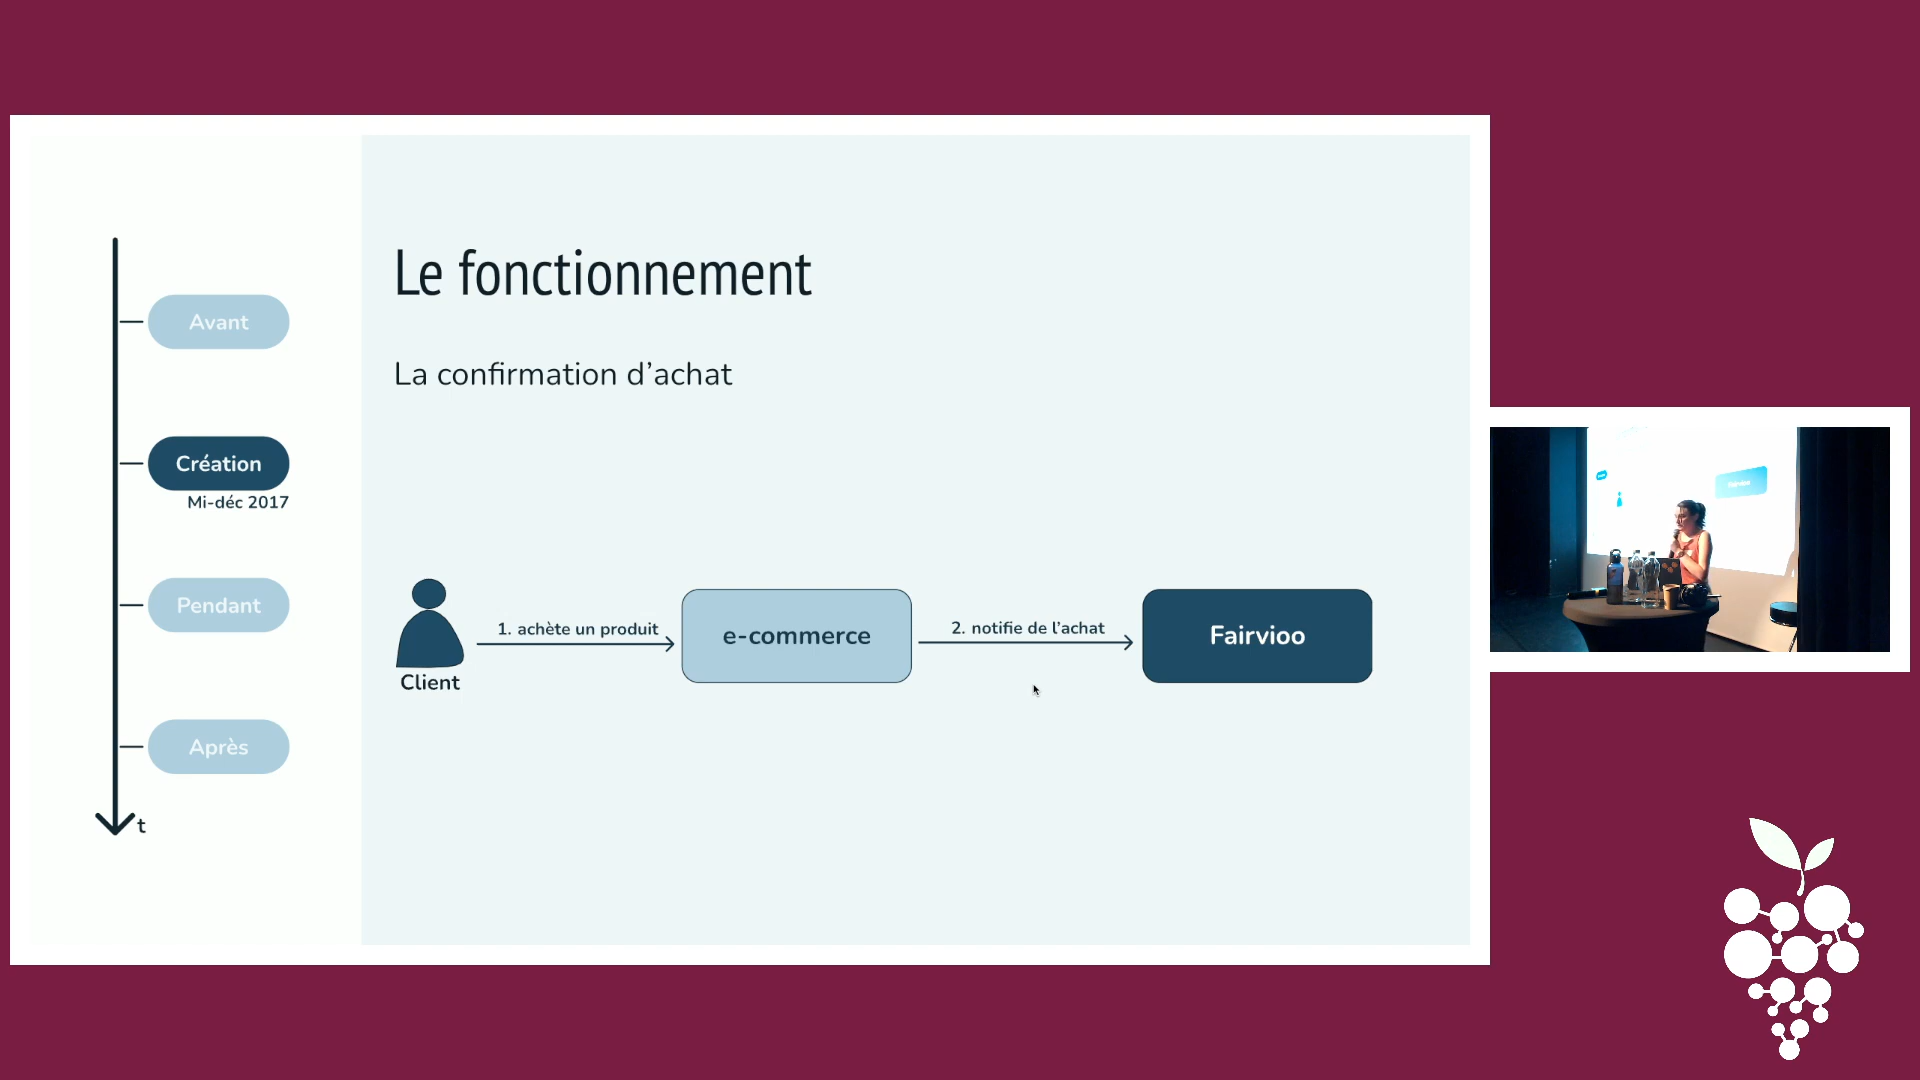 Avant
Création
Mi-déc 2017
Pendant
Après
t
Le fonctionnement
La confirmation d’achat
1. achète un produit
e-commerce
2. notifie de l’achat
Fairvioo
Client